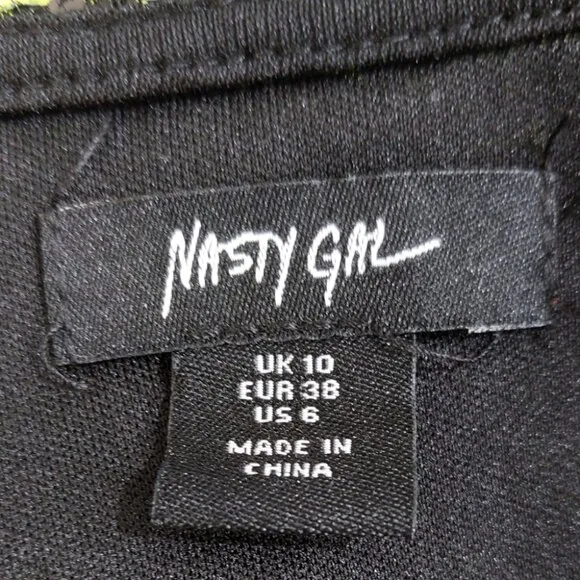 NASTY GAL
UK 10
EUR 38
US 6
MADE IN
CHINA